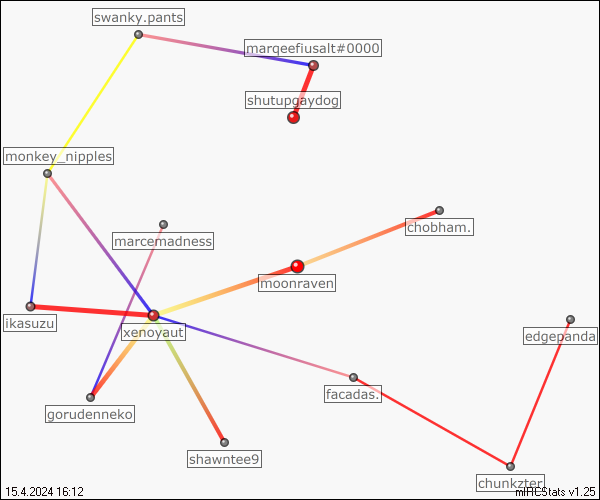 swanky.pants
marqeefiusalt#0000
shutupgaydog
monkey_nipples
chobham.
marcemadness
moonraven
ikasuzu
xenoyaut
edgepanda
facadas.
gorudenneko
shawntee9
chunkzter
15.4.2024 16:12
mIRCStats v1.25